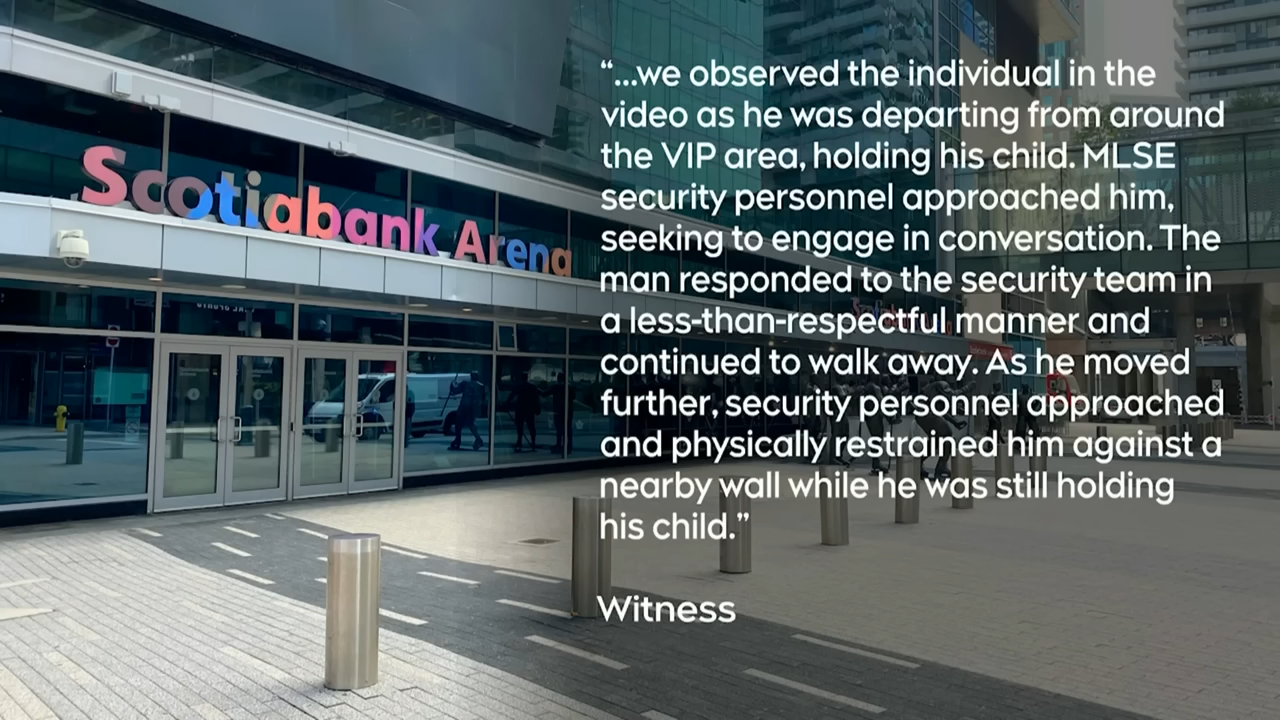 Scotiabank Arena
“...we observed the individual in the
video as he was departing from around
the VIP area, holding his child. MLSE
security personnel approached him,
seeking to engage in conversation. The
man responded to the security team in
a less-than-respectful manner and
continued to walk away. As he moved
further, security personnel approached
and physically restrained him against a
nearby wall while he was still holding
his child.”
Witness